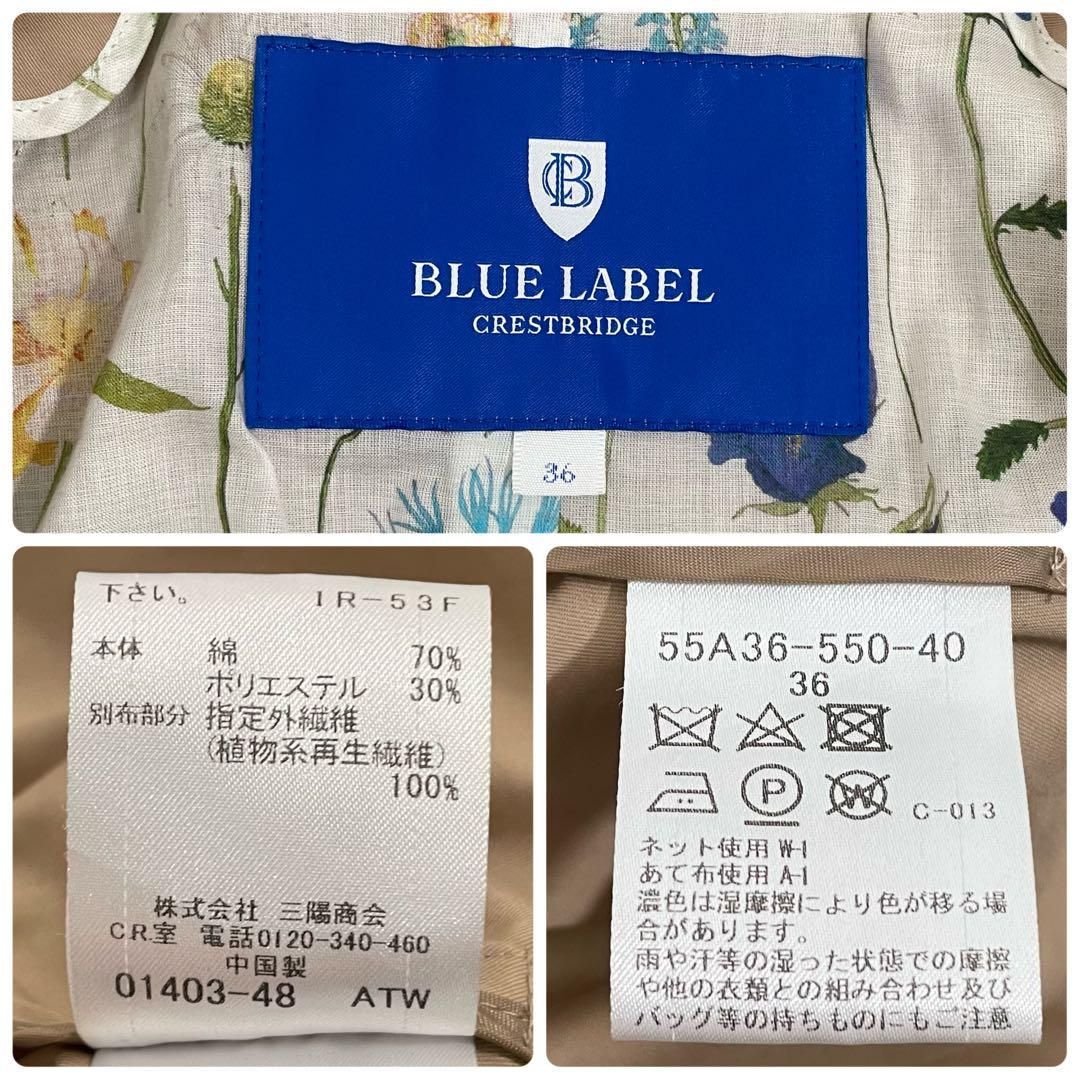 CB
BLUE LABEL
CRESTBRIDGE
36
下さい。 IR-53F
本体 綿 70%
ポリエステル 30%
別布部分 指定外繊維
(植物系再生繊維)
100%
株式会社 三陽商会
C.R.室 電話0120-340-460
中国製
01403-48 ATW
55A36-550-40
36
P W C-013
ネット使用 W-1
あて布使用 A-1
濃色は湿摩擦により色が移る場
合があります。
雨や汗等の湿った状態での摩擦
や他の衣類との組み合わせ及び
バッグ等の持ちものにもご注意